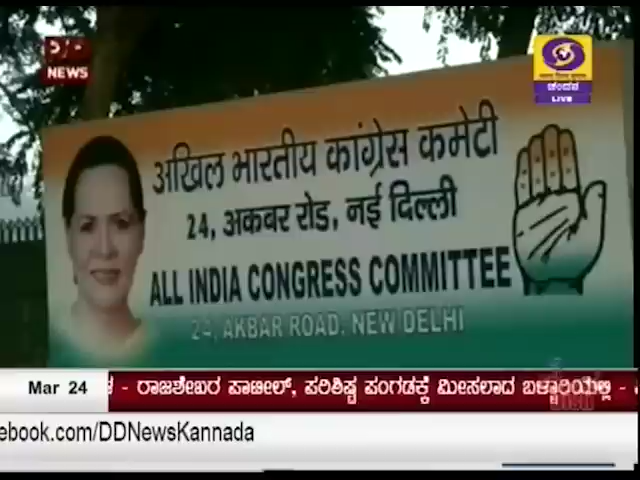 NEWS
ಚಂದನ
LIVE
अखिल भारतीय कांग्रेस कमेटी
24, अकबर रोड, नई दिल्ली
ALL INDIA CONGRESS COMMITTEE
24, AKBAR ROAD, NEW DELHI
Mar 24
- ರಾಜಶೇಖರ ಪಾಟೀಲ್, ಪರಿಶಿಷ್ಟ ಪಂಗಡಕ್ಕೆ ಮೀಸಲಾದ ಬಳ್ಳಾರಿಯಲ್ಲಿ -
ebook.com/DDNewsKannada